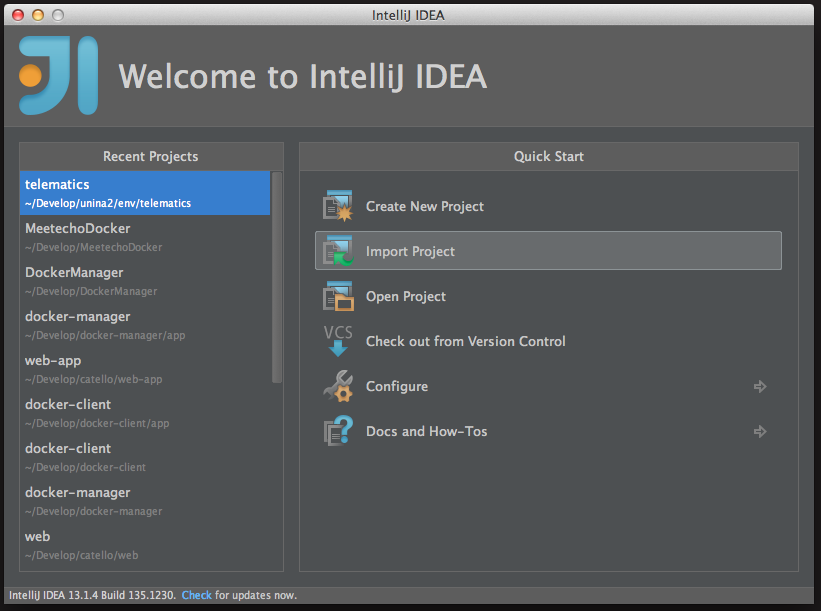 IntelliJ IDEA
Welcome to IntelliJ IDEA
Recent Projects
telematics
~/Develop/unina2/env/telematics
MeetechoDocker
~/Develop/MeetechoDocker
DockerManager
~/Develop/DockerManager
docker-manager
~/Develop/docker-manager/app
web-app
~/Develop/catello/web-app
docker-client
~/Develop/docker-client/app
docker-client
~/Develop/docker-client
docker-manager
~/Develop/docker-manager
web
~/Develop/catello/web
Quick Start
Create New Project
Import Project
Open Project
VCS
Check out from Version Control
Configure
Docs and How-Tos
IntelliJ IDEA 13.1.4 Build 135.1230. Check for updates now.